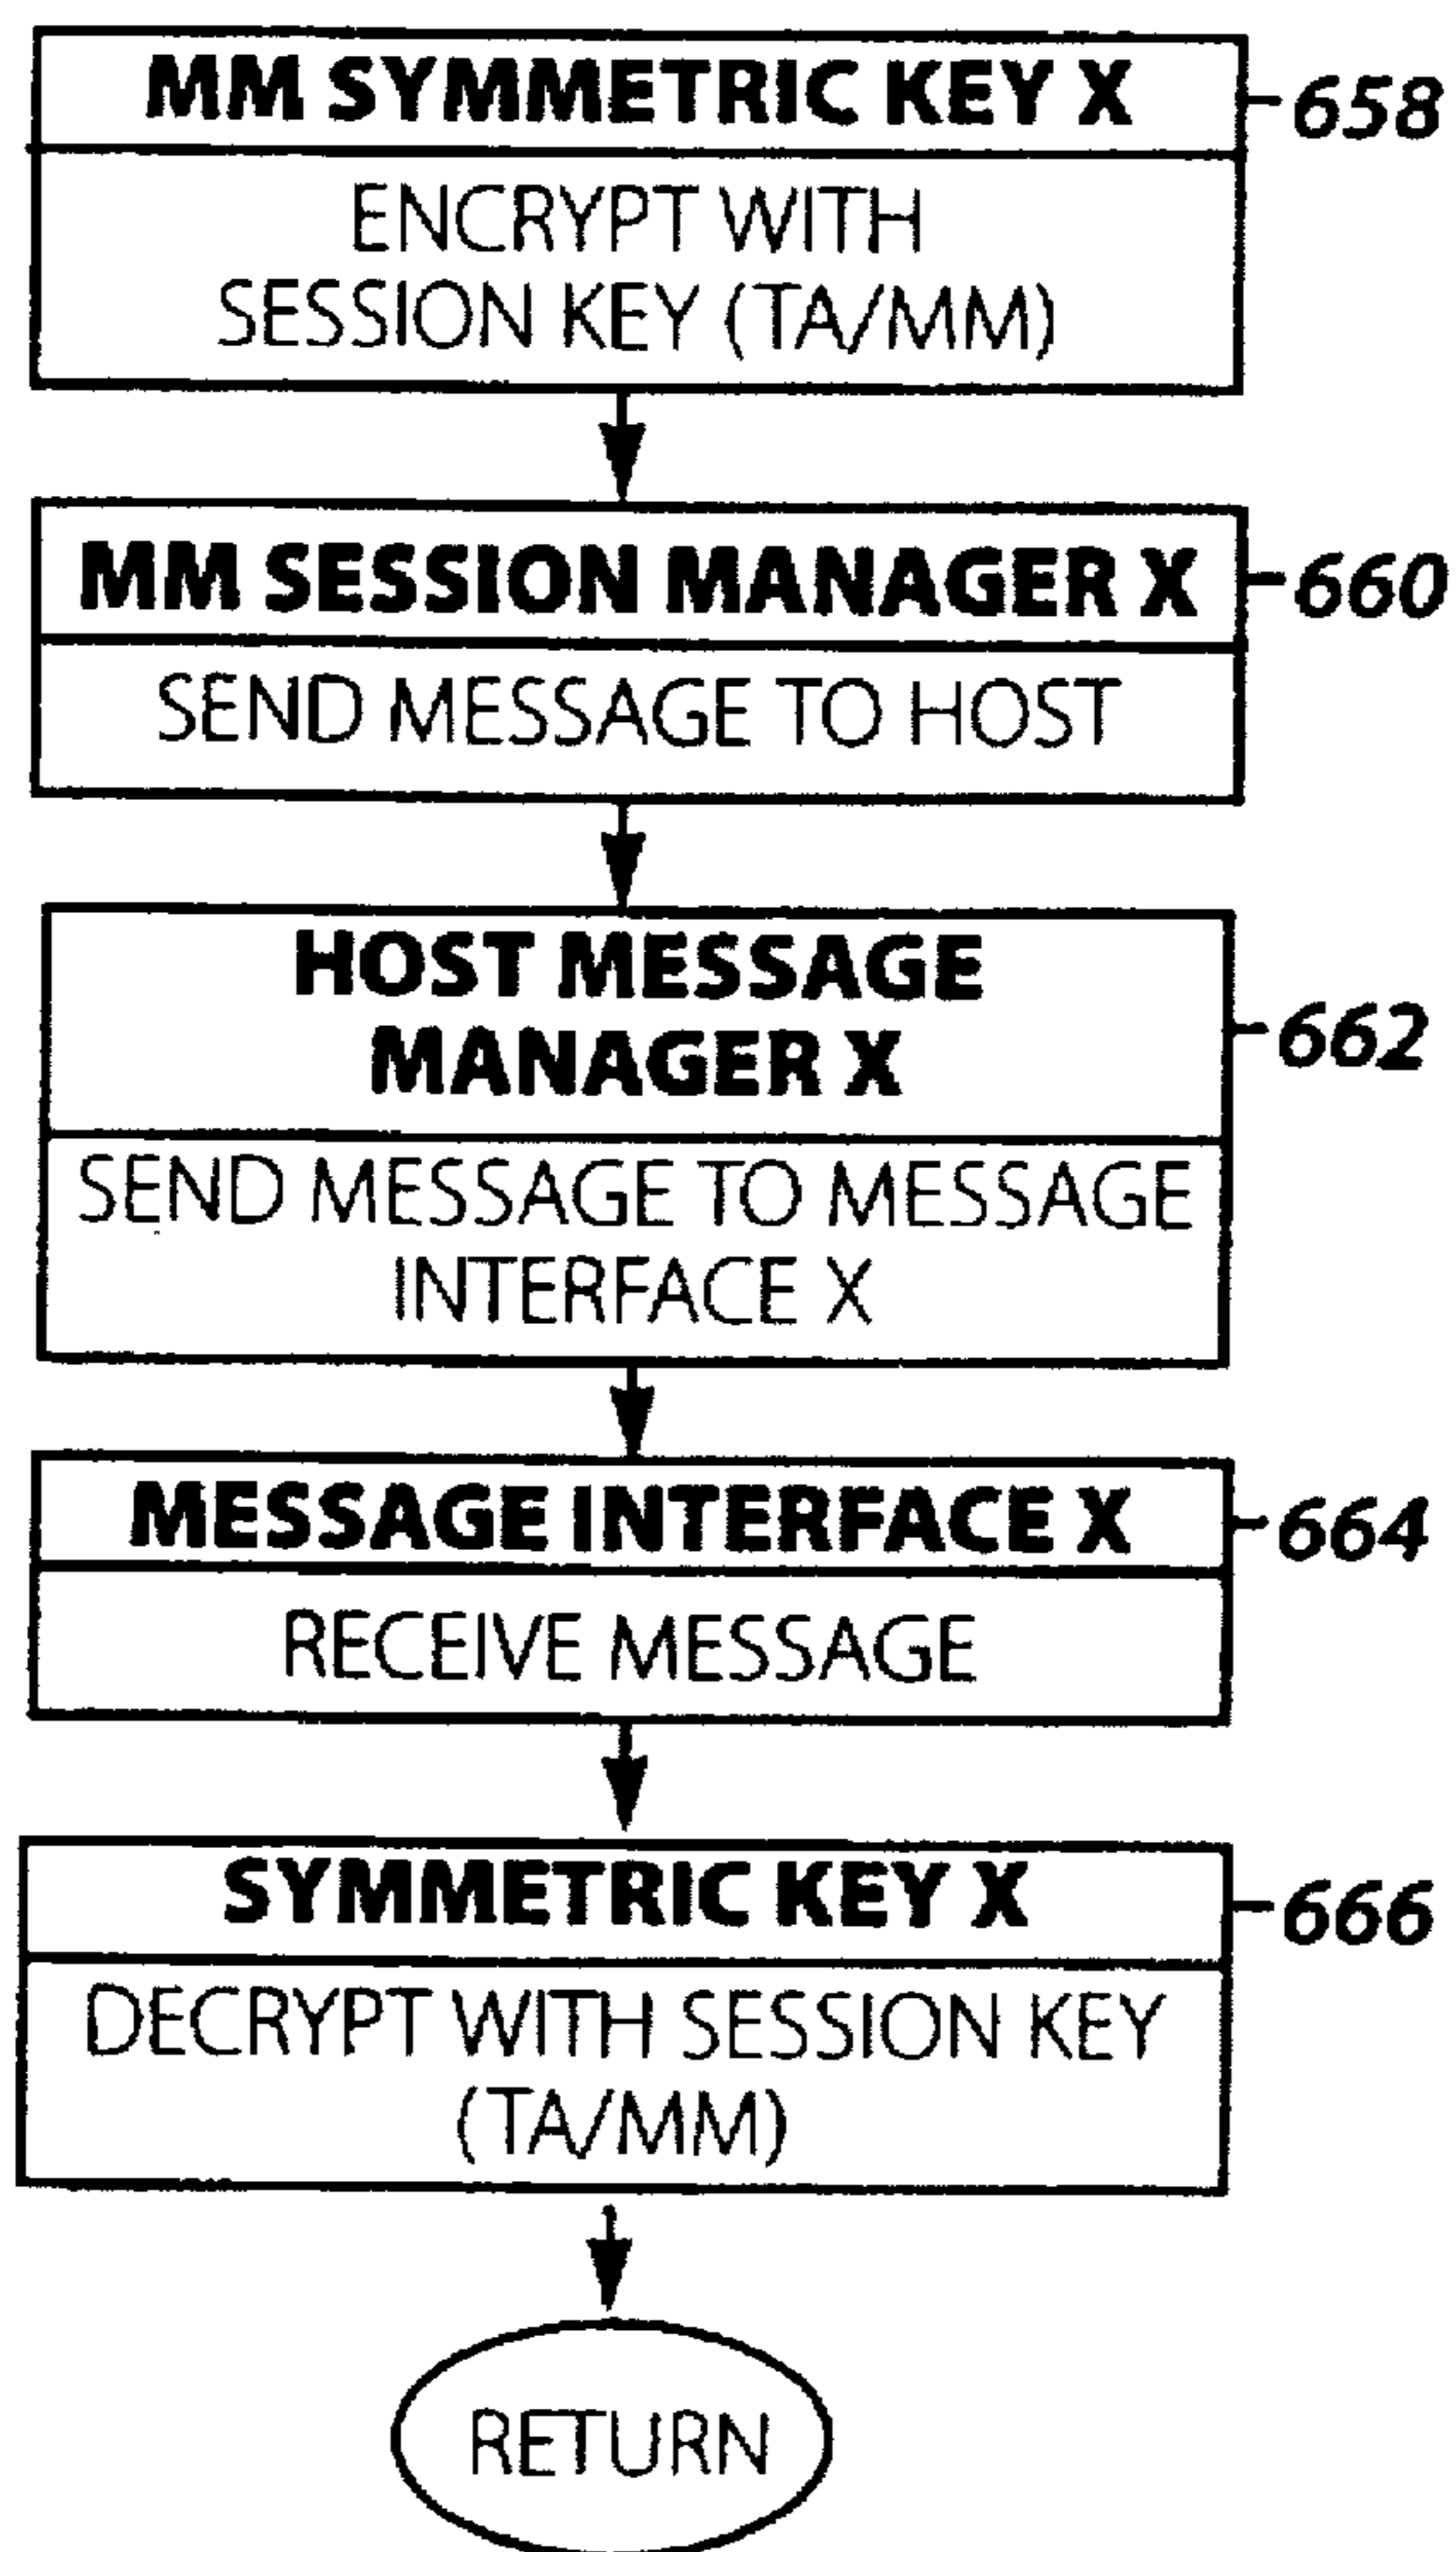 MM SYMMETRIC KEY X
658
ENCRYPT WITH
SESSION KEY (TA/MM)
MM SESSION MANAGER X
660
SEND MESSAGE TO HOST
HOST MESSAGE
MANAGER X
662
SEND MESSAGE TO MESSAGE
INTERFACE X
MESSAGE INTERFACE X
664
RECEIVE MESSAGE
SYMMETRIC KEY X
666
DECRYPT WITH SESSION KEY
(TA/MM)
RETURN